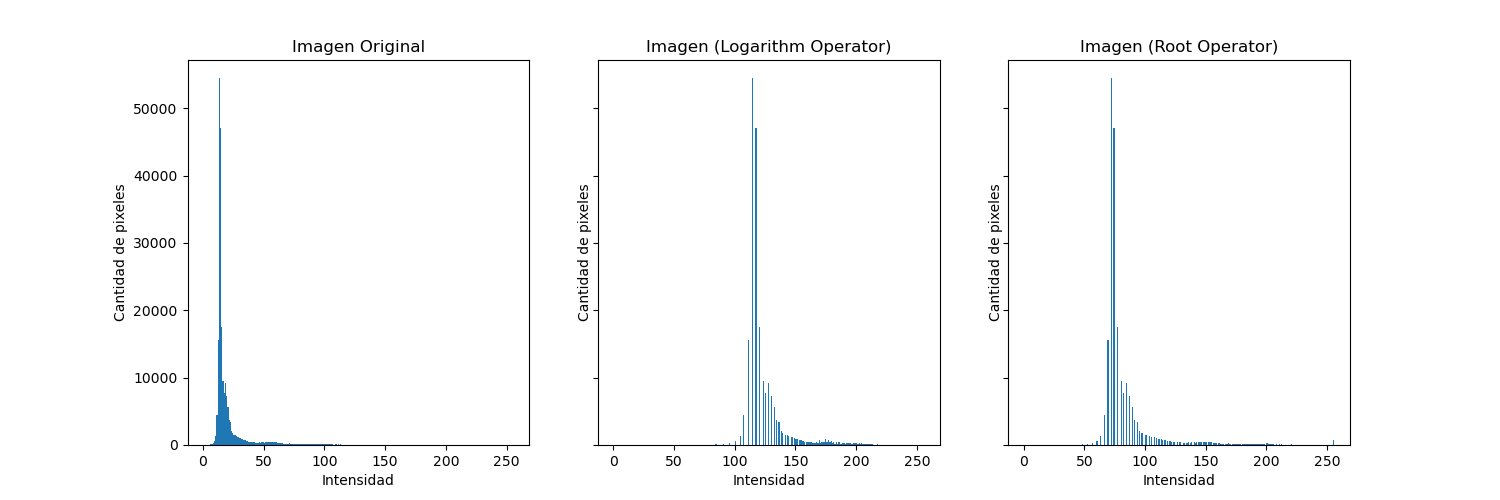 Imagen Original
Imagen (Logarithm Operator)
Imagen (Root Operator)
Cantidad de pixeles
50000
40000
30000
20000
10000
0
0 50 100 150 200 250
Intensidad
Cantidad de pixeles
0 50 100 150 200 250
Intensidad
Cantidad de pixeles
0 50 100 150 200 250
Intensidad